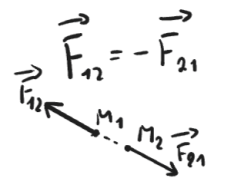 F⃗₁₂ = - F⃗₂₁
F⃗₁₂
M₁
M₂
F⃗₂₁